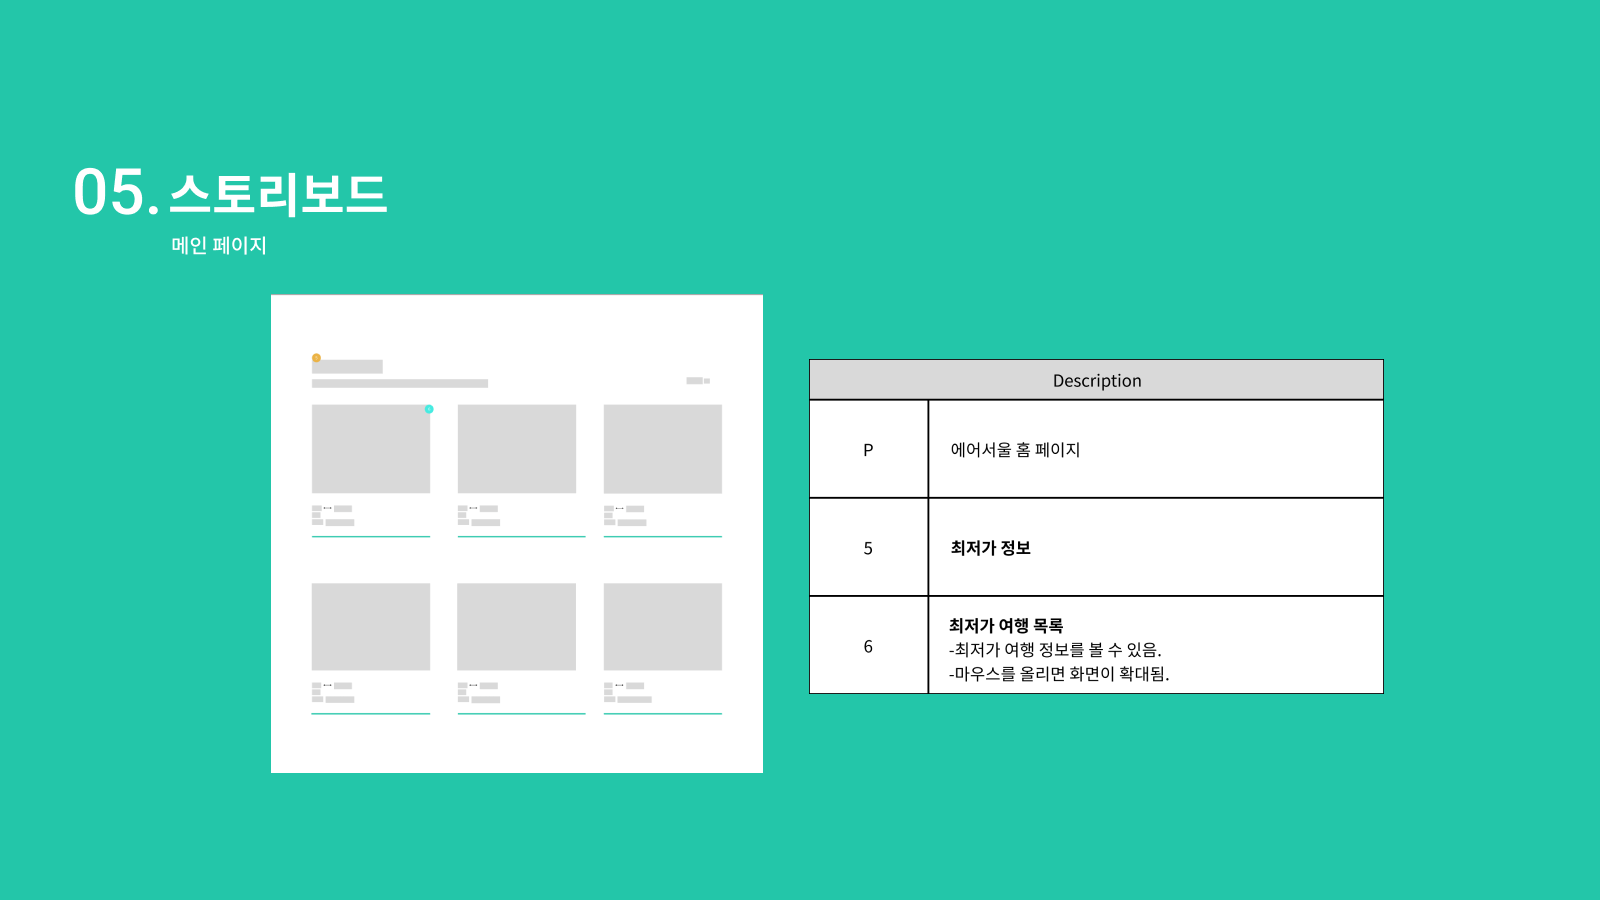 05. 스토리보드
메인 페이지
Description
P
에어서울 홈 페이지
5
최저가 정보
6
최저가 여행 목록
-최저가 여행 정보를 볼 수 있음.
-마우스를 올리면 화면이 확대됨.